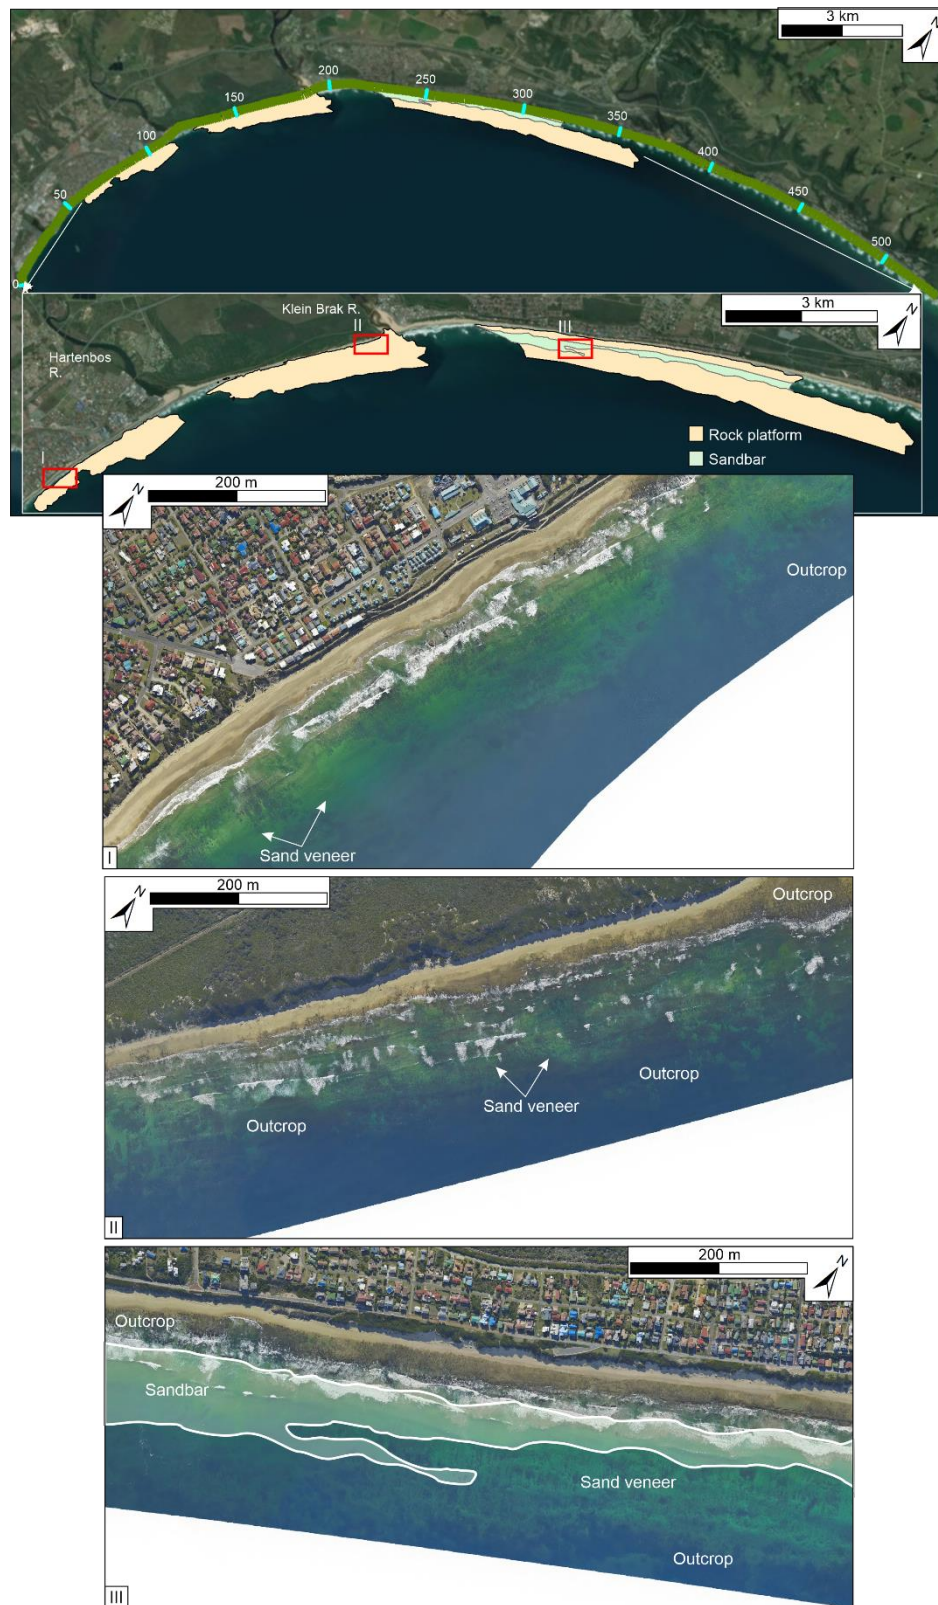 3 km
N
0
50
100
150
200
250
300
350
400
450
500
3 km
N
Klein Brak R.
II
III
Hartenbos
R.
I
Rock platform
Sandbar
200 m
N
Outcrop
Sand veneer
I
200 m
N
Outcrop
Outcrop
Sand veneer
Outcrop
II
200 m
N
Outcrop
Sandbar
Sand veneer
Outcrop
III